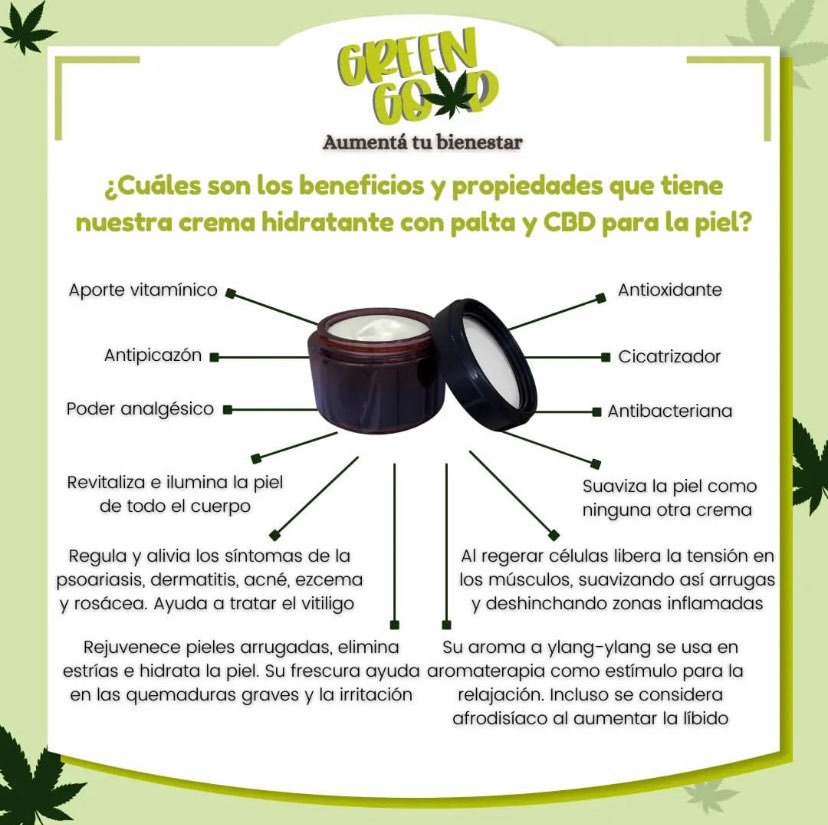 GREEN
GOLD
Aumentá tu bienestar
¿Cuáles son los beneficios y propiedades que tiene
nuestra crema hidratante con palta y CBD para la piel?
Aporte vitamínico
Antipicazón
Poder analgésico
Revitaliza e ilumina la piel
de todo el cuerpo
Regula y alivia los síntomas de la
psoariasis, dermatitis, acné, ezcema
y rosácea. Ayuda a tratar el vitiligo
Rejuvenece pieles arrugadas, elimina
estrías e hidrata la piel. Su frescura ayuda
en las quemaduras graves y la irritación
Antioxidante
Cicatrizador
Antibacteriana
Suaviza la piel como
ninguna otra crema
Al regerar células libera la tensión en
los músculos, suavizando así arrugas
y deshinchando zonas inflamadas
Su aroma a ylang-ylang se usa en
aromaterapia como estímulo para la
relajación. Incluso se considera
afrodisíaco al aumentar la líbido